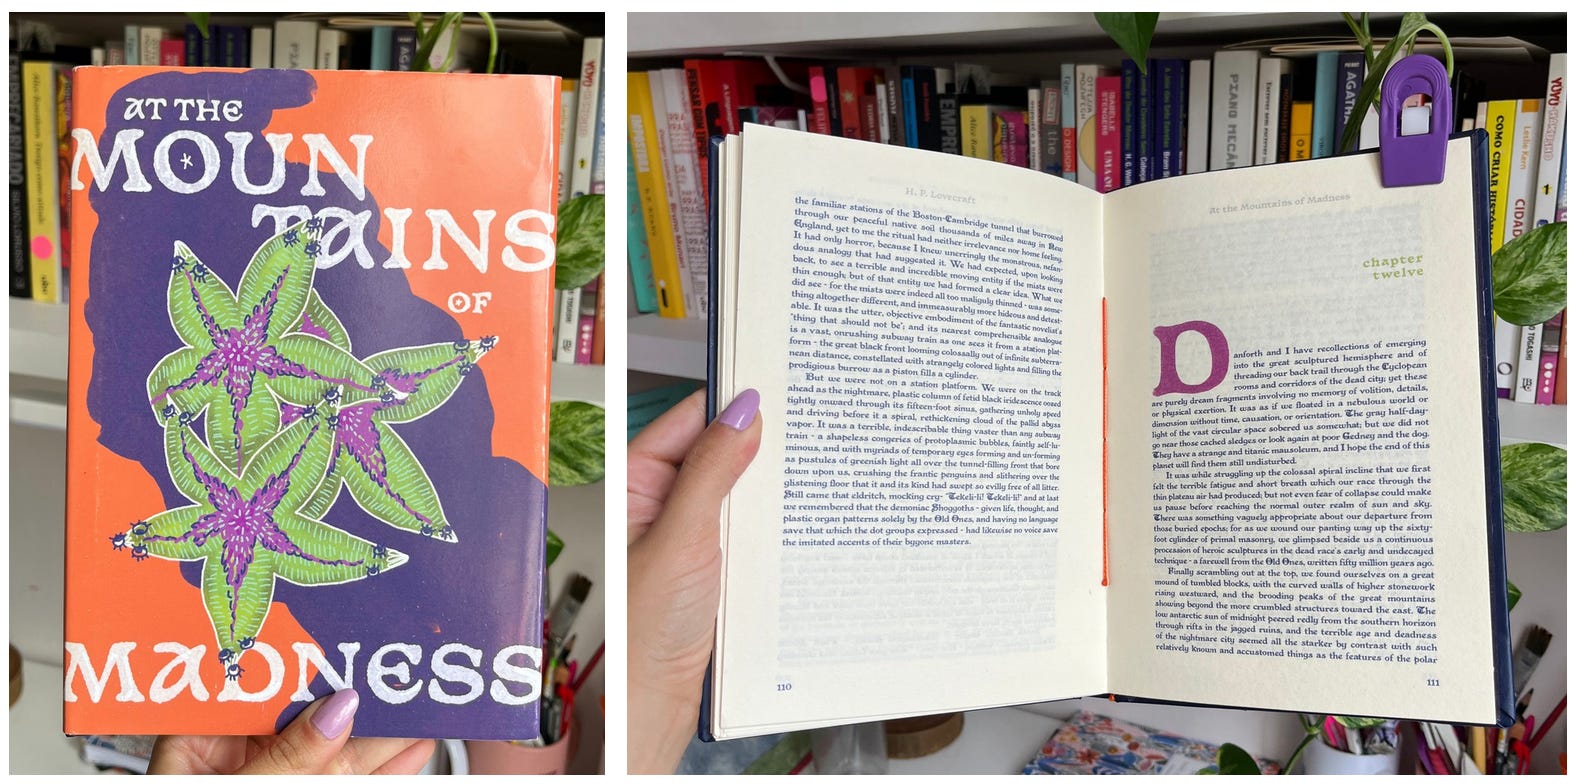 AT THE
MOUN
TAINS
OF
MADNESS
H. P. Lovecraft
the familiar stations of the Boston-Cambridge tunnel that burrowed
through our peaceful native soil thousands of miles away in New
England, yet to me the ritual had neither irrelevance nor home feeling.
It had only horror, because I knew unerringly the monstrous, nefan-
dous analogy that had suggested it. We had expected, upon looking
back, to see a terrible and incredible moving entity if the mists were
thin enough; but of that entity we had formed a clear idea. What we
did see - for the mists were indeed all too maliguly thinned - was some-
thing altogether different, and immeasurably more hideous and detest-
able. It was the utter, objective embodiment of the fantastic novelist's
"thing that should not be"; and its nearest comprehensible analogue
is a vast, onrushing subway train as one sees it from a station plat-
form - the great black front looming colossally out of infinite subterra-
nean distance, constellated with strangely colored lights and filling the
prodigious burrow as a piston fills a cylinder.
But we were not on a station platform. We were on the track
ahead as the nightmare, plastic column of fetid black iridescence oozed
tightly onward through its fifteen-foot sinus, gathering unholy speed
and driving before it a spiral, rethickening cloud of the pallid abyss
vapor. It was a terrible, indescribable thing vaster than any subway
train - a shapeless congeries of protoplasmic bubbles, faintly self-lu-
minous, and with myriads of temporary eyes forming and un-forming
as pustules of greenish light all over the tunnel-filling front that bore
down upon us, crushing the frantic penguins and slithering over the
glistening floor that it and its kind had swept so evilly free of all litter.
Still came that eldritch, mocking cry- "Tekeli-li! Tekeli-li!" and at last
we remembered that the demoniac Shoggoths - given life, thought, and
plastic organ patterns solely by the Old Ones, and having no language
save that which the dot groups expressed - had likewise no voice save
the imitated accents of their bygone masters.
110
At the Mountains of Madness
chapter
twelve
Danforth and I have recollections of emerging
into the great sculptured hemisphere and of
threading our back trail through the Cyclopean
rooms and corridors of the dead city; yet these
are purely dream fragments involving no memory of volition, details,
or physical exertion. It was as if we floated in a nebulous world or
dimension without time, causation, or orientation. The gray half-day-
light of the vast circular space sobered us somewhat; but we did not
go near those cached sledges or look again at poor Gedney and the dog.
They have a strange and titanic mausoleum, and I hope the end of this
planet will find them still undisturbed.
It was while struggling up the colossal spiral incline that we first
felt the terrible fatigue and short breath which our race through the
thin plateau air had produced; but not even fear of collapse could make
us pause before reaching the normal outer realm of sun and sky.
There was something vaguely appropriate about our departure from
those buried epochs; for as we wound our panting way up the sixty-
foot cylinder of primal masonry, we glimpsed beside us a continuous
procession of heroic sculptures in the dead race's early and undecayed
technique - a farewell from the Old Ones, written fifty million years ago.
Finally scrambling out at the top, we found ourselves on a great
mound of tumbled blocks, with the curved walls of higher stonework
rising westward, and the brooding peaks of the great mountains
showing beyond the more crumbled structures toward the east. The
low antarctic sun of midnight peered redly from the southern horizon
through rifts in the jagged ruins, and the terrible age and deadness
of the nightmare city seemed all the starker by contrast with such
relatively known and accustomed things as the features of the polar
111
ISABELLE
STENGERS
PIANO MECÂN
AGATHA
COMO CRIAR HISTÓRI
Leslie Kern
CIDAD